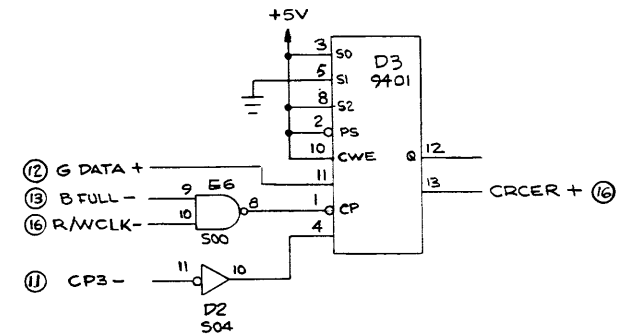 +5V
3 S0
D3
9401
5 S1
8 S2
2 PS
10 CWE Q 12
12 G DATA + 11
13 B FULL - 9 E6 13 CRCER + 16
16 R/WCLK- 10 8 1 CP
S00 4
11 CP3 - 11 10
D2
S04